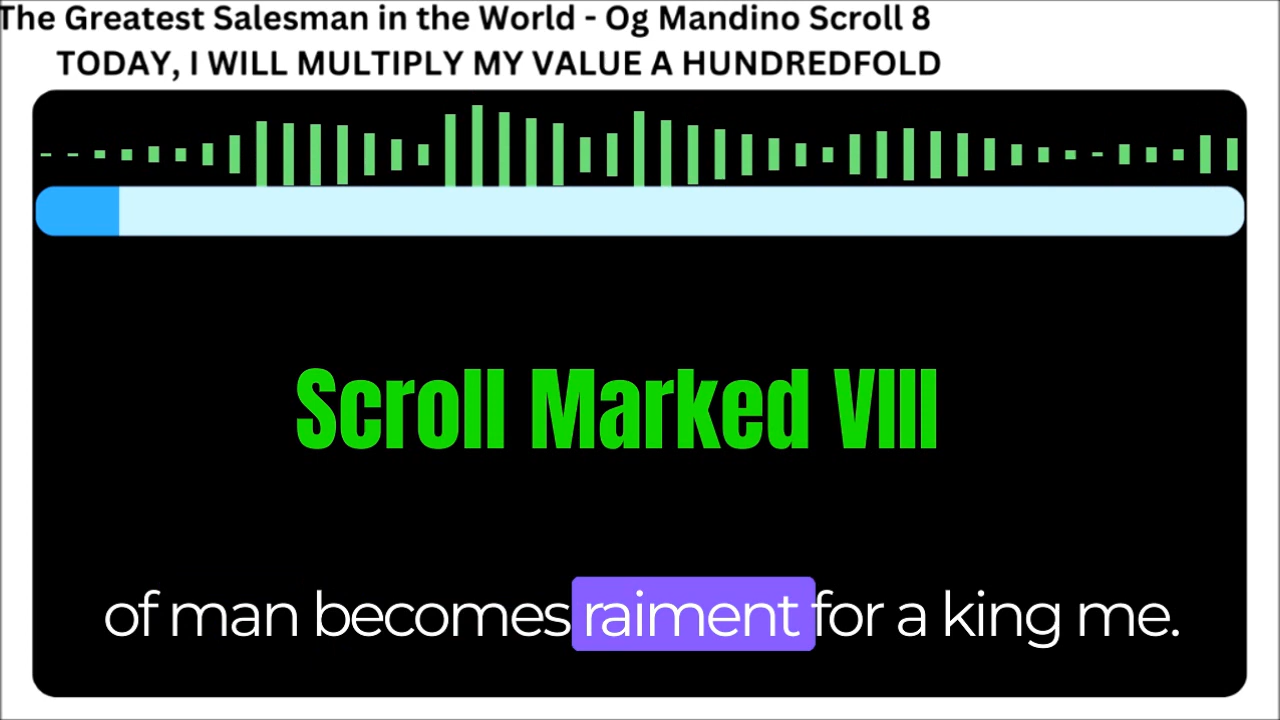 The Greatest Salesman in the World - Og Mandino Scroll 8
TODAY, I WILL MULTIPLY MY VALUE A HUNDREDFOLD
Scroll Marked VIII
of man becomes raiment for a king me.